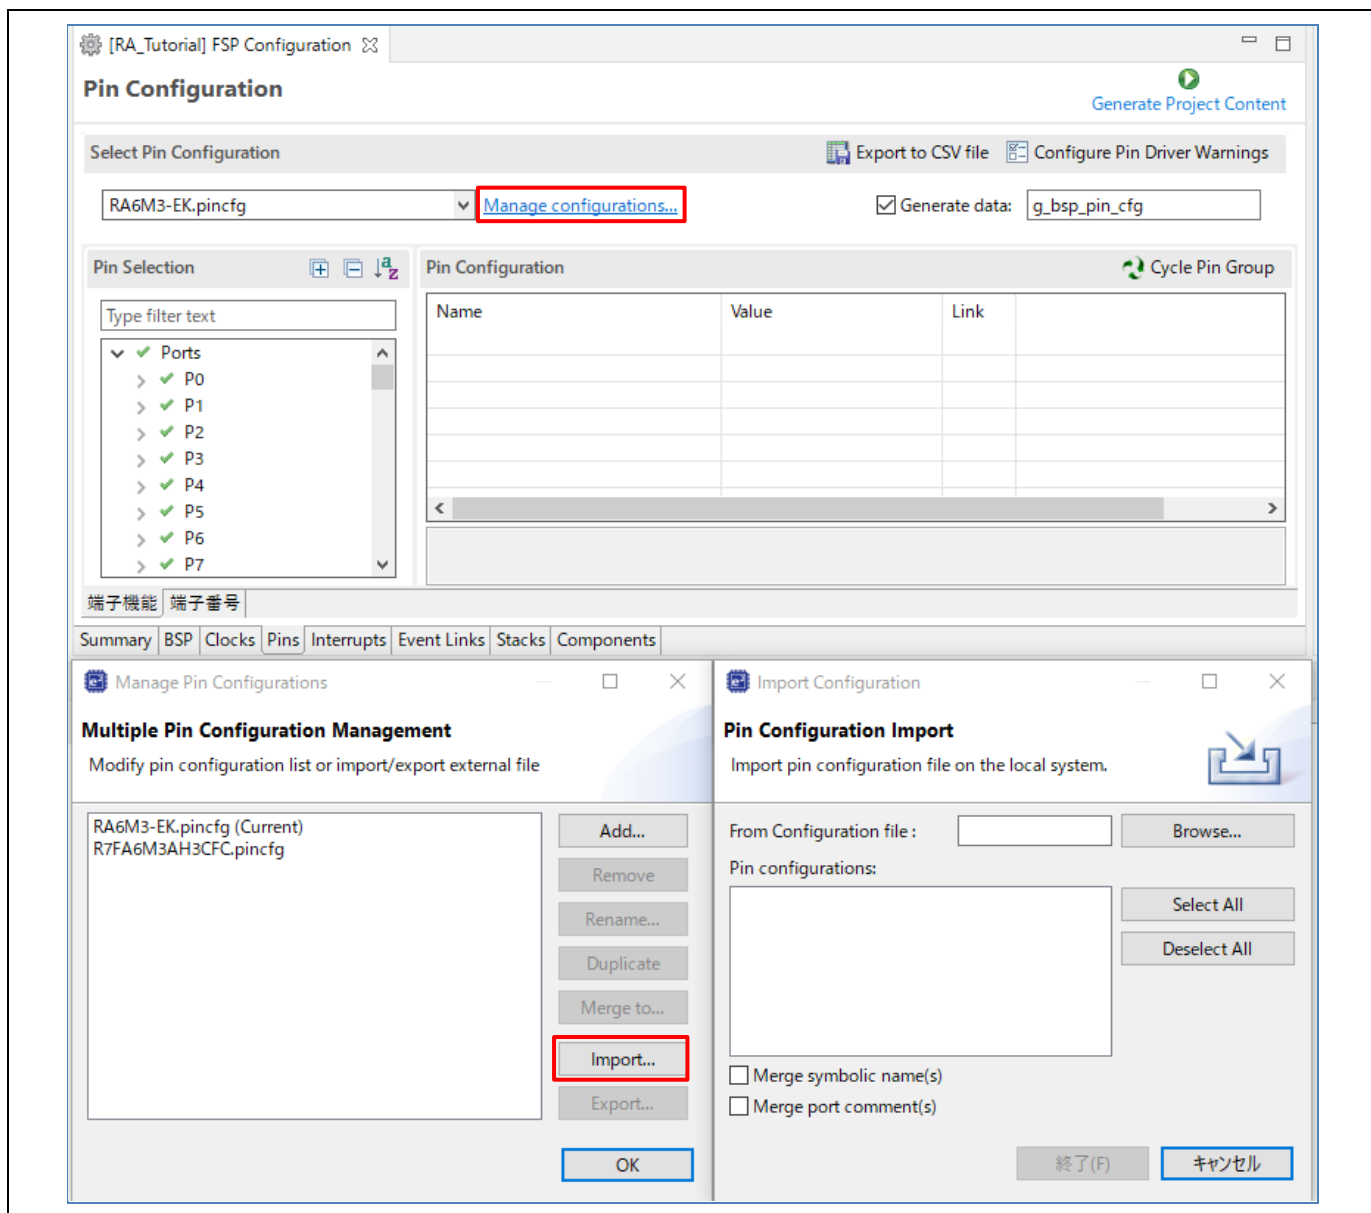 [RA_Tutorial] FSP Configuration
Pin Configuration
Generate Project Content
Select Pin Configuration
Export to CSV file
Configure Pin Driver Warnings
RA6M3-EK.pincfg
Manage configurations...
Generate data:
g_bsp_pin_cfg
Pin Selection
Pin Configuration
Cycle Pin Group
Type filter text
Name
Value
Link
Ports
P0
P1
P2
P3
P4
P5
P6
P7
端子機能
端子番号
Summary
BSP
Clocks
Pins
Interrupts
Event Links
Stacks
Components
Manage Pin Configurations
Multiple Pin Configuration Management
Modify pin configuration list or import/export external file
RA6M3-EK.pincfg (Current)
R7FA6M3AH3CFC.pincfg
Add...
Remove
Rename...
Duplicate
Merge to...
Import...
Export...
OK
Import Configuration
Pin Configuration Import
Import pin configuration file on the local system.
From Configuration file :
Browse...
Pin configurations:
Select All
Deselect All
Merge symbolic name(s)
Merge port comment(s)
終了(F)
キャンセル